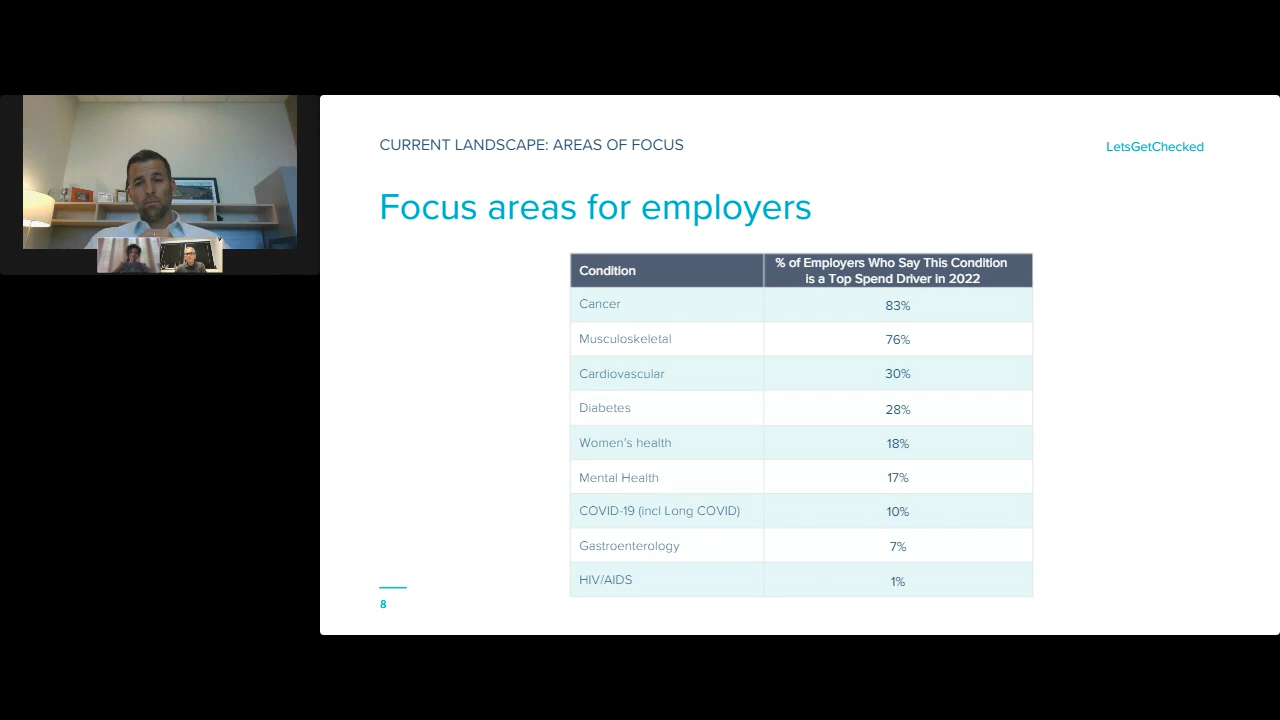 CURRENT LANDSCAPE: AREAS OF FOCUS
LetsGetChecked
Focus areas for employers
Condition
% of Employers Who Say This Condition
is a Top Spend Driver in 2022
Cancer 83%
Musculoskeletal 76%
Cardiovascular 30%
Diabetes 28%
Women's health 18%
Mental Health 17%
COVID-19 (incl Long COVID) 10%
Gastroenterology 7%
HIV/AIDS 1%
8